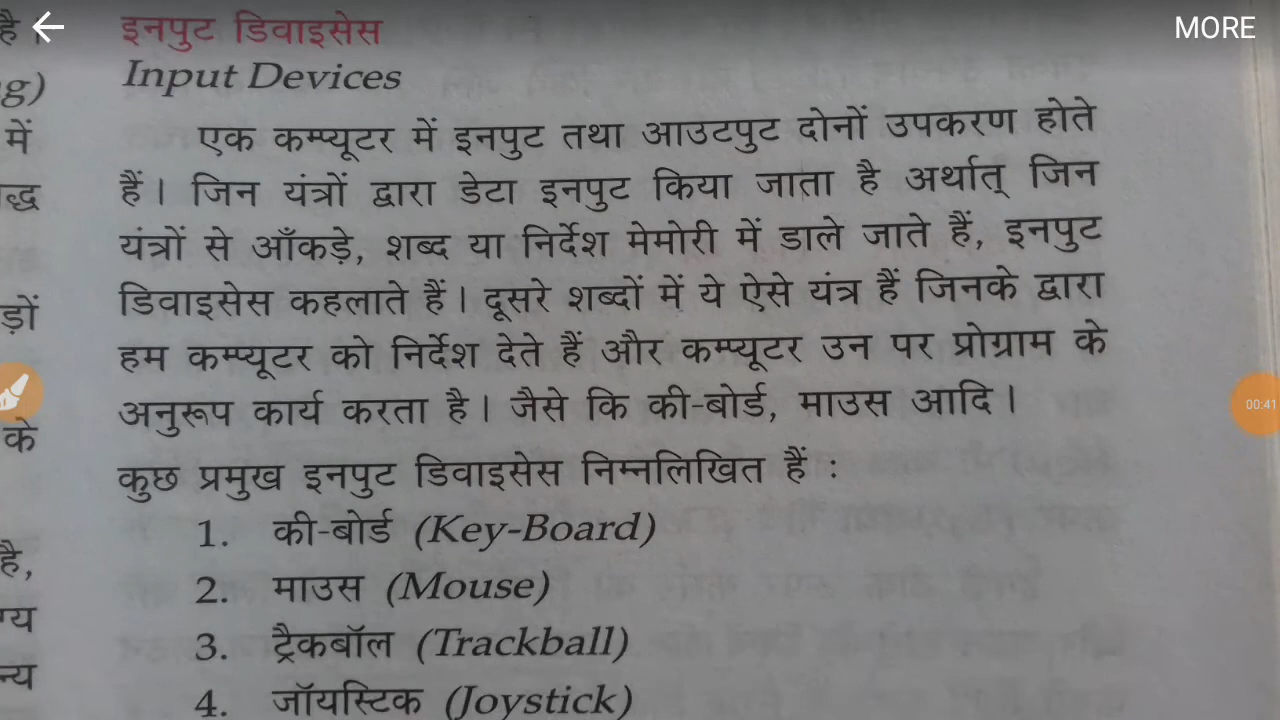 है।
MORE
इनपुट डिवाइसेस
Input Devices
g)
में
द्ध
ड़ों
के
है,
न्य
एक कम्प्यूटर में इनपुट तथा आउटपुट दोनों उपकरण होते
हैं। जिन यंत्रों द्वारा डेटा इनपुट किया जाता है अर्थात् जिन
यंत्रों से आँकड़े, शब्द या निर्देश मेमोरी में डाले जाते हैं, इनपुट
डिवाइसेस कहलाते हैं। दूसरे शब्दों में ये ऐसे यंत्र हैं जिनके द्वारा
हम कम्प्यूटर को निर्देश देते हैं और कम्प्यूटर उन पर प्रोग्राम के
अनुरूप कार्य करता है। जैसे कि की-बोर्ड, माउस आदि।
00:41
कुछ प्रमुख इनपुट डिवाइसेस निम्नलिखित हैं :
1. की-बोर्ड (Key-Board)
2. माउस (Mouse)
3. ट्रैकबॉल (Trackball)
4. जॉयस्टिक (Joystick)